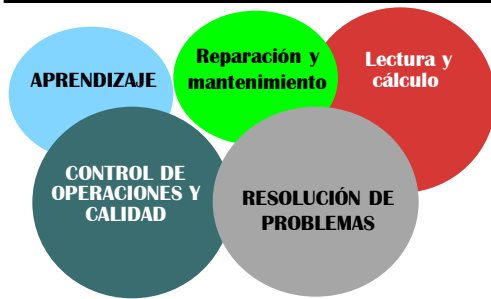 APRENDIZAJE
Reparación y
mantenimiento
Lectura y
cálculo
CONTROL DE
OPERACIONES Y
CALIDAD
RESOLUCIÓN DE
PROBLEMAS